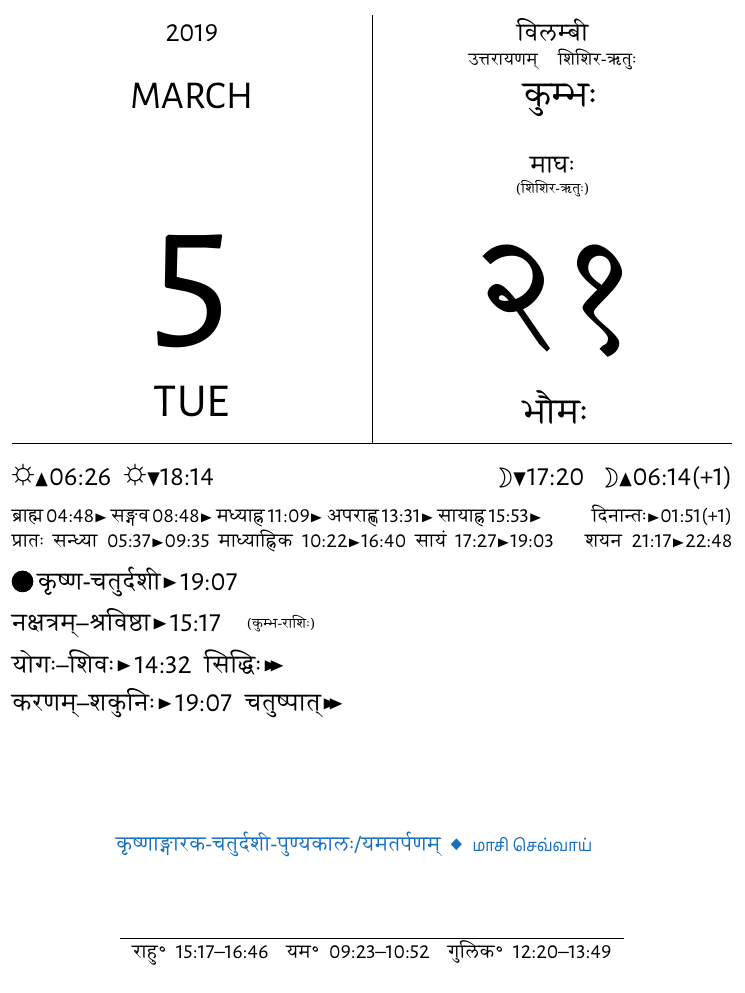 2019
MARCH
5
TUE
विलम्बी
उत्तरायणम् शिशिर-ऋतुः
कुम्भः
माघः
(शिशिर-ऋतुः)
२१
भौमः
☼▲06:26 ☼▼18:14 ☽▼17:20 ☽▲06:14(+1)
ब्राह्म 04:48► सङ्गव 08:48► मध्याह्न 11:09► अपराह्ण 13:31► सायाह्न 15:53► दिनान्तः►01:51(+1)
प्रातः सन्ध्या 05:37►09:35 माध्याह्निक 10:22►16:40 सायं 17:27►19:03 शयन 21:17►22:48
●कृष्ण-चतुर्दशी►19:07
नक्षत्रम्–श्रविष्ठा►15:17 (कुम्भ-राशिः)
योगः–शिवः►14:32 सिद्धिः►►
करणम्–शकुनिः►19:07 चतुष्पात्►►
कृष्णाङ्गारक-चतुर्दशी-पुण्यकालः/यमतर्पणम् ◆ மாசி செவ்வாய்
राहु॰ 15:17–16:46 यम॰ 09:23–10:52 गुलिक॰ 12:20–13:49